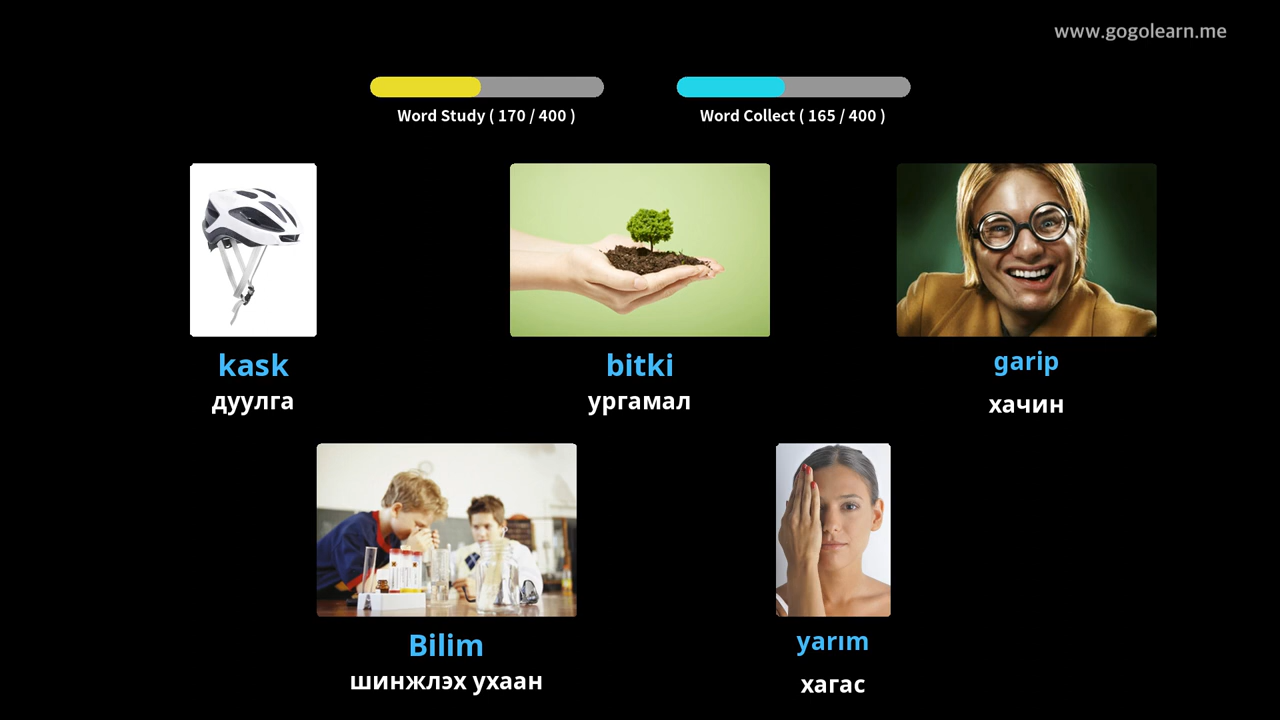 www.gogolearn.me
Word Study ( 170 / 400 )
Word Collect ( 165 / 400 )
kask
дуулга
bitki
ургамал
garip
хачин
Bilim
шинжлэх ухаан
yarım
хагас